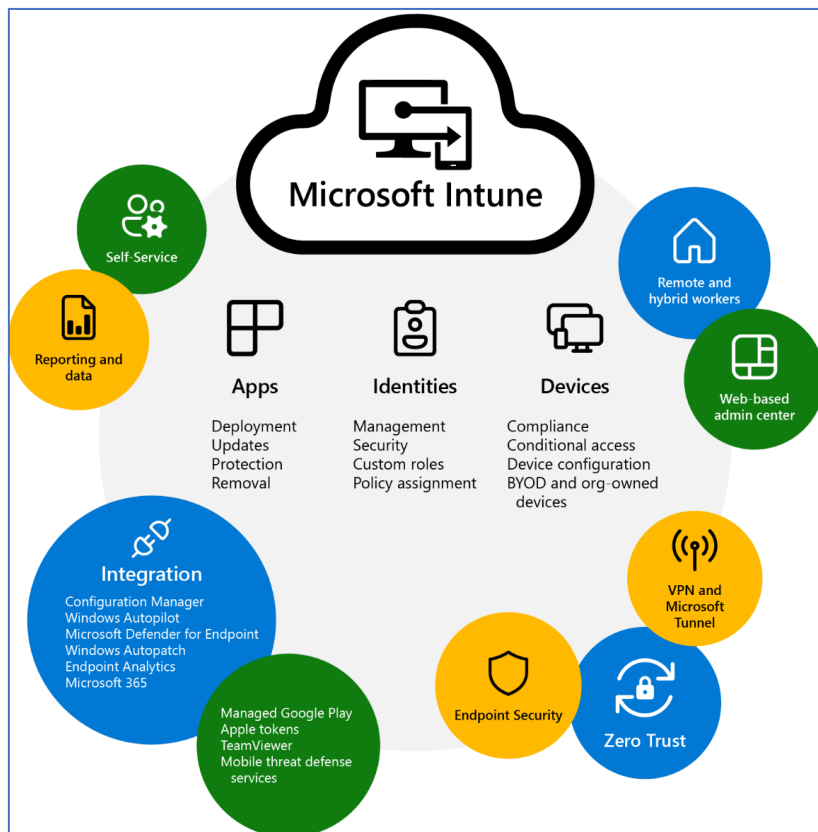 Microsoft Intune
Self-Service
Reporting and
data
Remote and
hybrid workers
Web-based
admin center
Apps
Deployment
Updates
Protection
Removal
Identities
Management
Security
Custom roles
Policy assignment
Devices
Compliance
Conditional access
Device configuration
BYOD and org-owned
devices
Integration
Configuration Manager
Windows Autopilot
Microsoft Defender for Endpoint
Windows Autopatch
Endpoint Analytics
Microsoft 365
Managed Google Play
Apple tokens
TeamViewer
Mobile threat defense
services
VPN and
Microsoft
Tunnel
Endpoint Security
Zero Trust